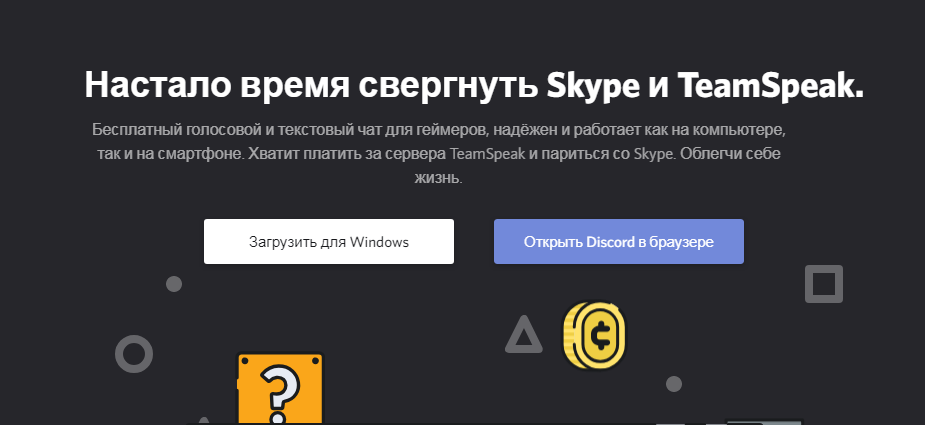 Настало время свергнуть Skype и TeamSpeak.
Бесплатный голосовой и текстовый чат для геймеров, надёжен и работает как на компьютере,
так и на смартфоне. Хватит платить за сервера TeamSpeak и париться со Skype. Облегчи себе
жизнь.
Загрузить для Windows
Открыть Discord в браузере
?
¢